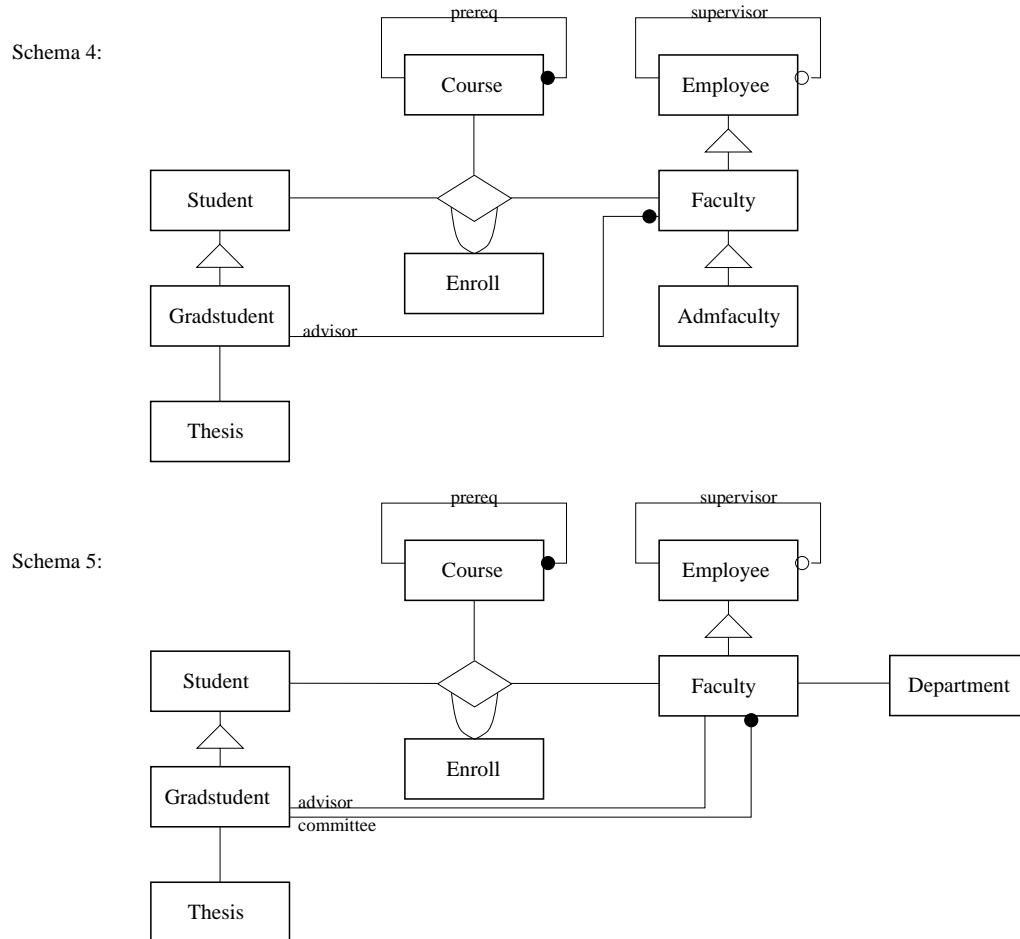 prereq
supervisor
Schema 4:
Course
Employee
Student
Faculty
Enroll
Gradstudent
Admfaculty
advisor
Thesis
prereq
supervisor
Schema 5:
Course
Employee
Student
Faculty
Department
Enroll
Gradstudent
advisor
committee
Thesis